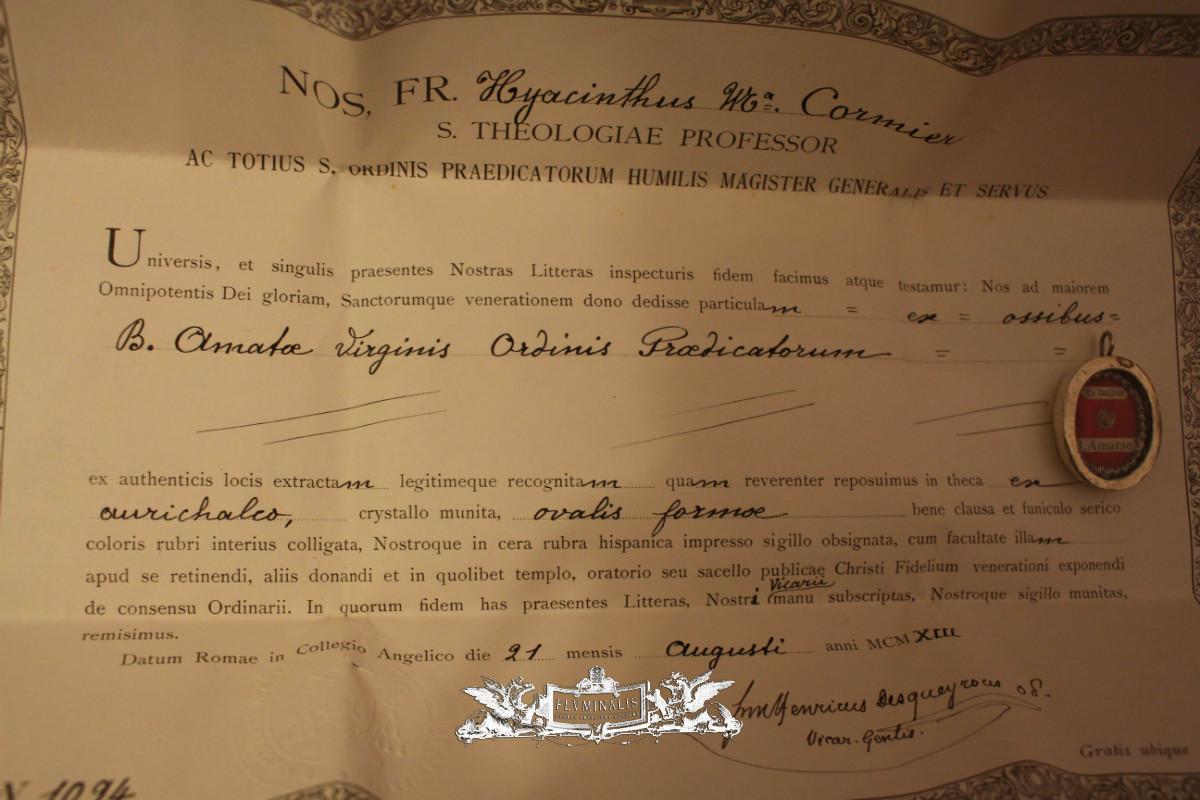 NOS, FR. Hyacinthus Ma. Cormier
S. THEOLOGIAE PROFESSOR
AC TOTIUS S. ORDINIS PRAEDICATORUM HUMILIS MAGISTER GENERALIS ET SERVUS
Universis, et singulis praesentes Nostras Litteras inspecturis fidem facimus atque testamur: Nos ad maiorem
Omnipotentis Dei gloriam, Sanctorumque venerationem dono dedisse particulam = ex = ossibus =
B. Amatæ Virginis Ordinis Prædicatorum = =
Amatae
ex authenticis locis extractam legitimeque recognitam quam reverenter reposuimus in theca ex
aurichalco, crystallo munita, ovalis formæ bene clausa et funiculo serico
coloris rubri interius colligata, Nostroque in cera rubra hispanica impresso sigillo obsignata, cum facultate illam
apud se retinendi, aliis donandi et in quolibet templo, oratorio seu sacello publicae Christi Fidelium venerationi exponendi
de consensu Ordinarii. In quorum fidem has praesentes Litteras, Nostri Vicarii manu subscriptas, Nostroque sigillo munitas,
remisimus.
Datum Romae in Collegio Angelico die 21 mensis Augusti anni MCMXIII
FLVMINALIS
Henricus Desqueyrous
Vicar. Gentis.
Gratis ubique
N. 1094